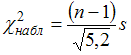 χ²набл = (n−1)/√5,2 s